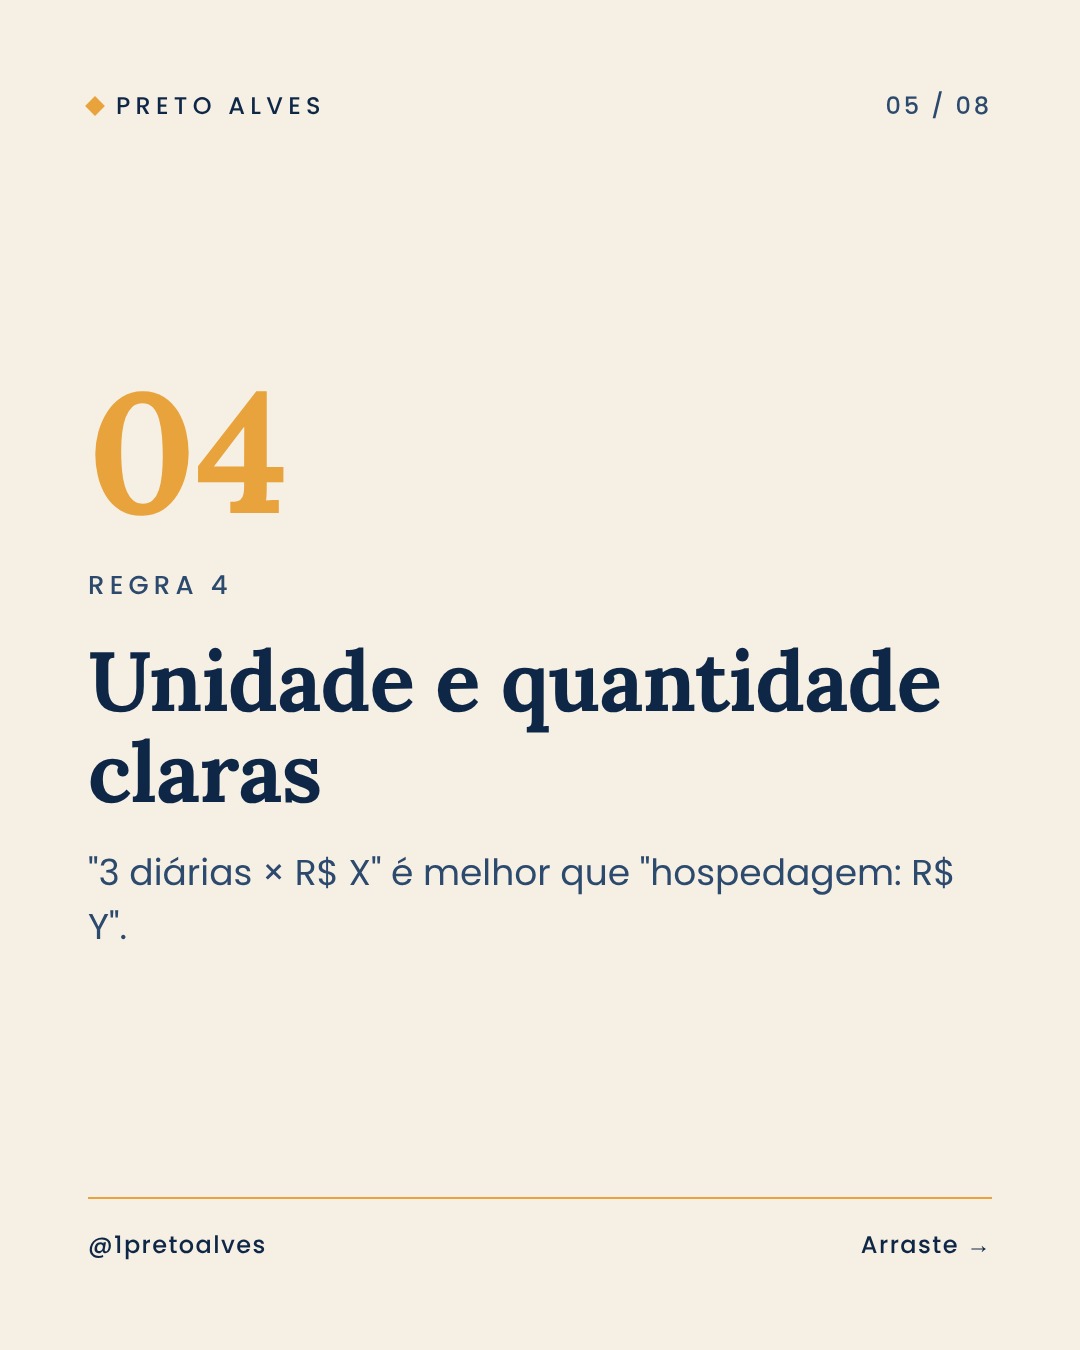 PRETO ALVES
05 / 08
04
REGRA 4
Unidade e quantidade
claras
"3 diárias × R$ X" é melhor que "hospedagem: R$
Y".
@1pretoalves
Arraste →